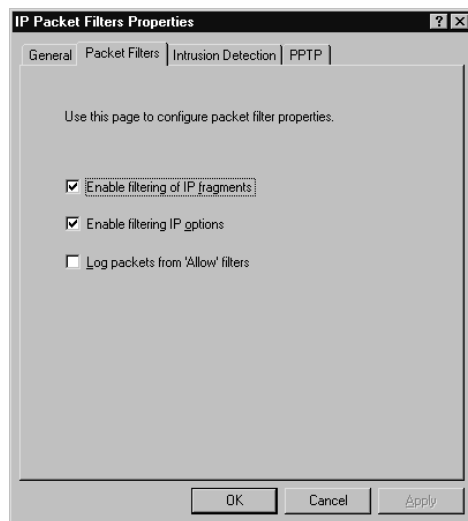 IP Packet Filters Properties
General Packet Filters Intrusion Detection PPTP
Use this page to configure packet filter properties.
Enable filtering of IP fragments
Enable filtering IP options
Log packets from 'Allow' filters
OK Cancel Apply